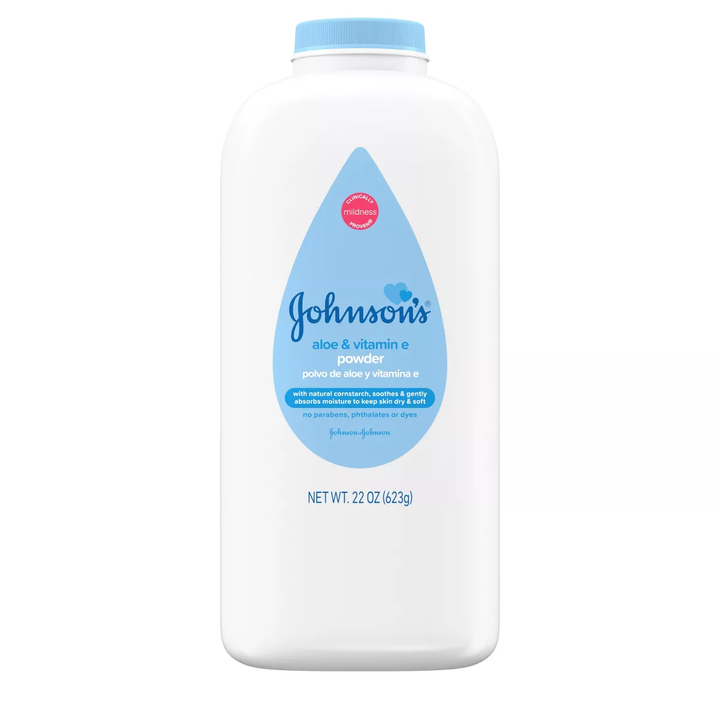 CLINICALLY
mildness
PROVEN®
Johnson's®
aloe & vitamin e
powder
polvo de aloe y vitamina e
with natural cornstarch, soothes & gently
absorbs moisture to keep skin dry & soft
no parabens, phthalates or dyes
Johnson+Johnson
NET WT. 22 OZ (623g)